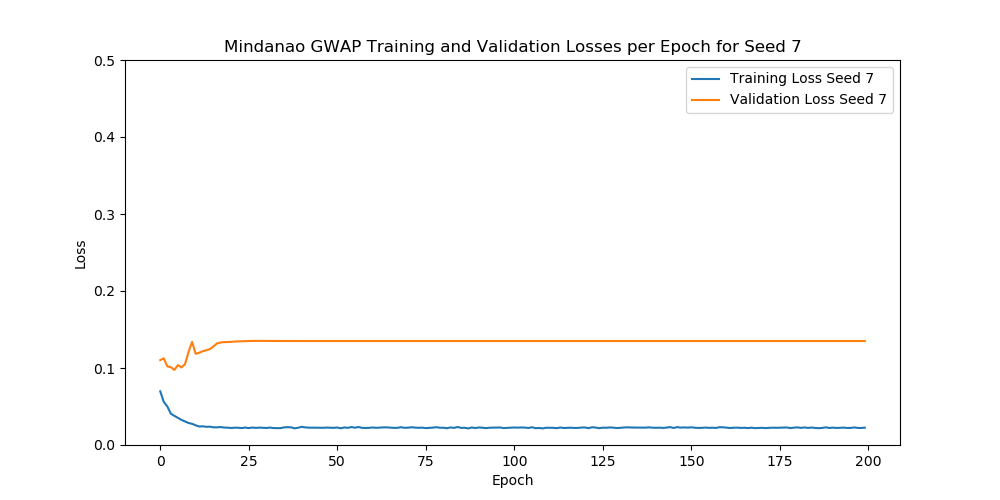 Mindanao GWAP Training and Validation Losses per Epoch for Seed 7
Training Loss Seed 7
Validation Loss Seed 7
Loss
0.5
0.4
0.3
0.2
0.1
0.0
0 25 50 75 100 125 150 175 200
Epoch